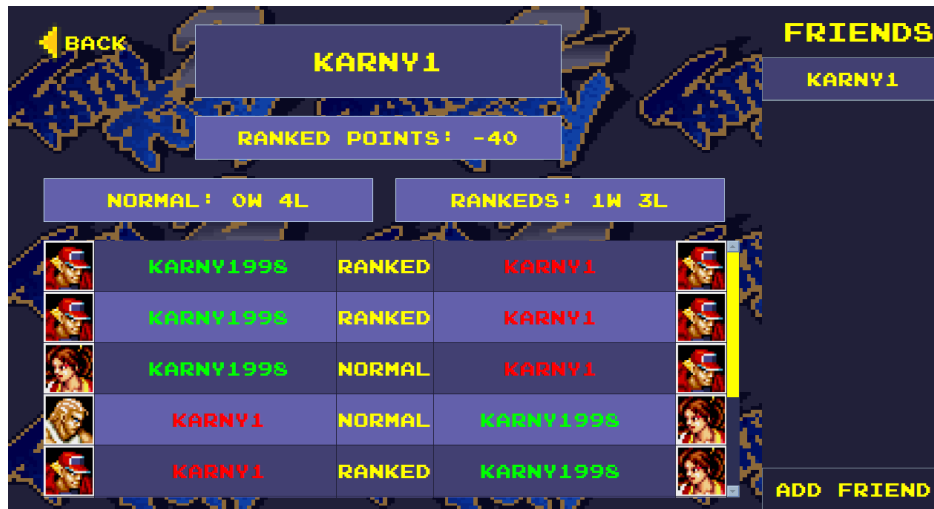 BACK
KARNY1
RANKED POINTS: -40
NORMAL: 0W 4L
RANKEDS: 1W 3L
KARNY1998 RANKED KARNY1
KARNY1998 RANKED KARNY1
KARNY1998 NORMAL KARNY1
KARNY1 NORMAL KARNY1998
KARNY1 RANKED KARNY1998
FRIENDS
KARNY1
ADD FRIEND